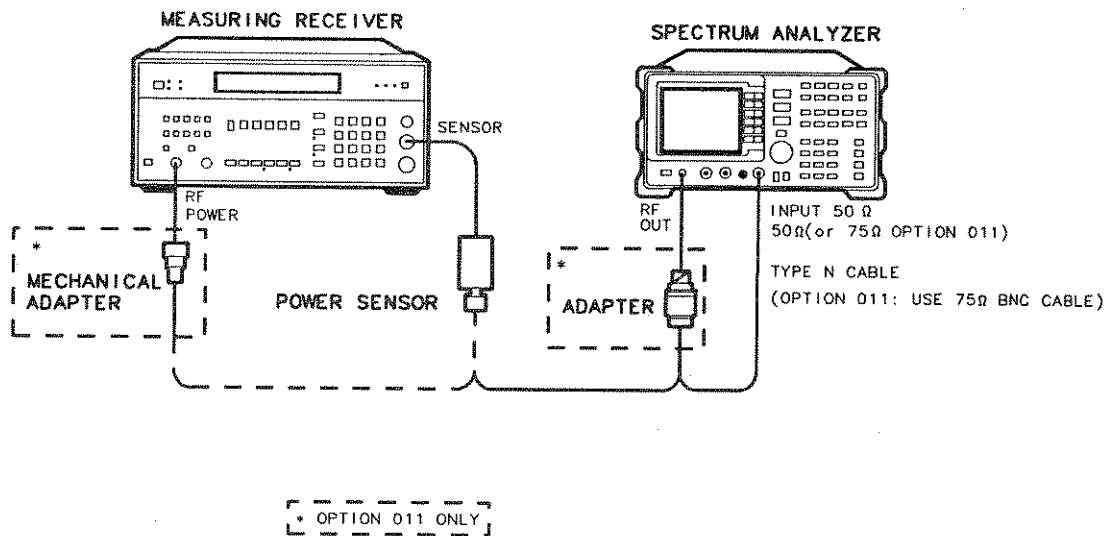 MEASURING RECEIVER
SPECTRUM ANALYZER
SENSOR
RF
POWER
RF
OUT
INPUT 50 Ω
50Ω(or 75Ω OPTION 011)
*
MECHANICAL
ADAPTER
POWER SENSOR
*
ADAPTER
TYPE N CABLE
(OPTION 011: USE 75Ω BNC CABLE)
* OPTION 011 ONLY